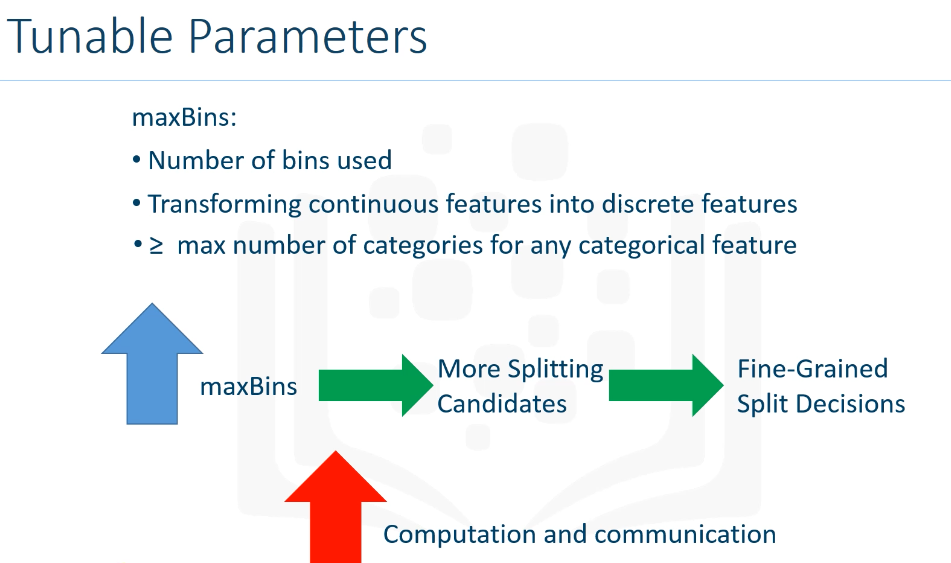 Tunable Parameters
maxBins:
• Number of bins used
• Transforming continuous features into discrete features
• ≥ max number of categories for any categorical feature
maxBins
More Splitting
Candidates
Fine-Grained
Split Decisions
Computation and communication